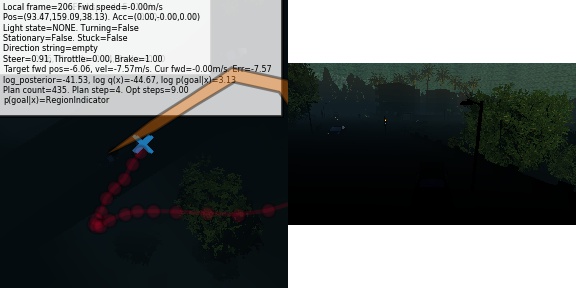 Local frame=206. Fwd speed=-0.00m/s
Pos=(93.47,159.09,38.13). Acc=(0.00,-0.00,0.00)
Light state=NONE. Turning=False
Stationary=False. Stuck=False
Direction string=empty
Steer=0.91, Throttle=0.00, Brake=1.00
Target fwd pos=-6.06, vel=-7.57m/s. Cur fwd=-0.00m/s. Err=-7.57
log_posterior=-41.53, log q(x)=-44.67, log p(goal|x)=3.13
Plan count=435. Plan step=4. Opt steps=9.00
p(goal|x)=RegionIndicator